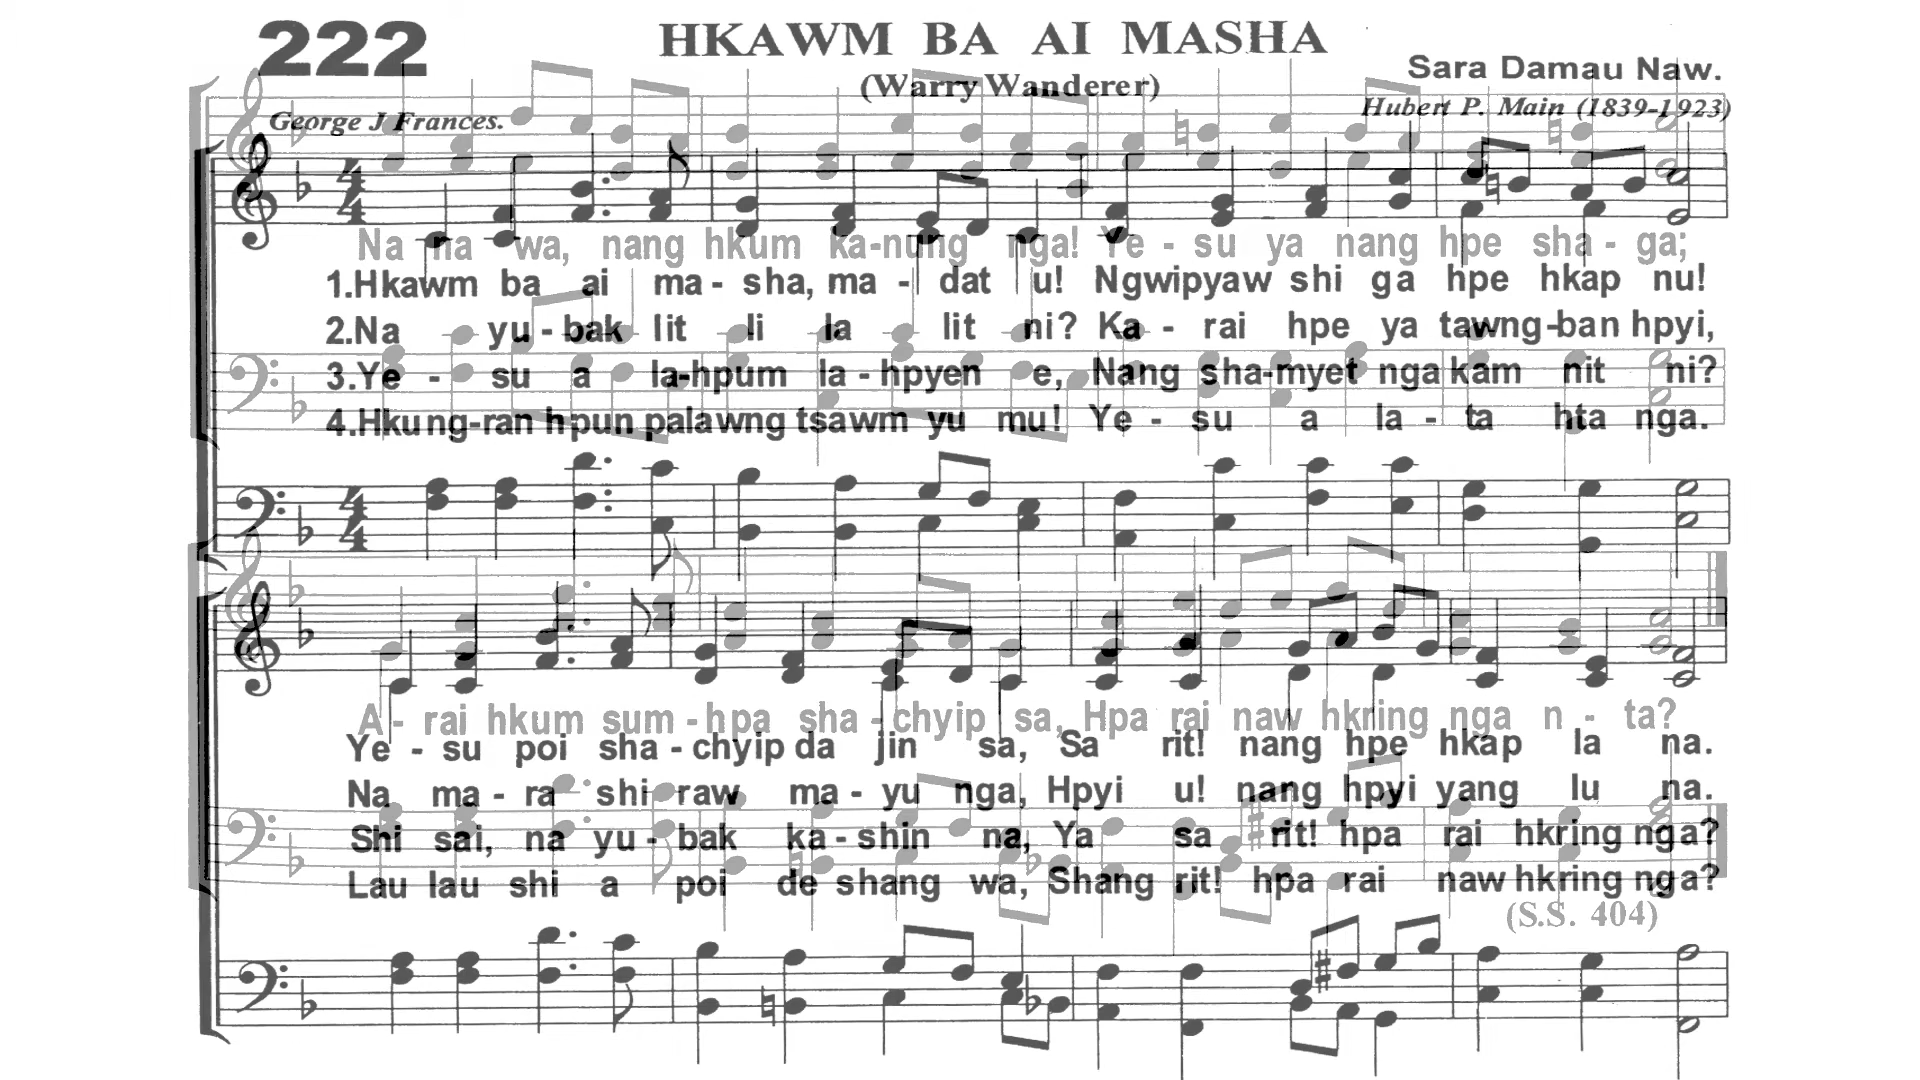 222
HKAWM BA AI MASHA
(Warry Wanderer)
Sara Damau Naw.
George J Frances.
Hubert P. Main (1839-1923)
Na na wa, nang hkum ka-nung nga! Ye - su ya nang hpe sha - ga;
1.Hkawm ba ai ma - sha, ma - dat u! Ngwipyaw shi ga hpe hkap nu!
2.Na yu - bak lit li la lit ni? Ka - rai hpe ya tawng-ban hpyi,
3.Ye - su a la-hpum la - hpyen e, Nang sha-myet nga kam nit ni?
4.Hkung-ran hpun palawng tsawm yu mu! Ye - su a la - ta hta nga.
A - rai hkum sum - hpa sha - chyip sa, Hpa rai naw hkring nga n - ta?
Ye - su poi sha - chyip da jin sa, Sa rit! nang hpe hkap la na.
Na ma - ra shi raw ma - yu nga, Hpyi u! nang hpyi yang lu na.
Shi sai, na yu - bak ka - shin na, Ya sa rit! hpa rai hkring nga?
Lau lau shi a poi de shang wa, Shang rit! hpa rai naw hkring nga?
(S.S. 404)